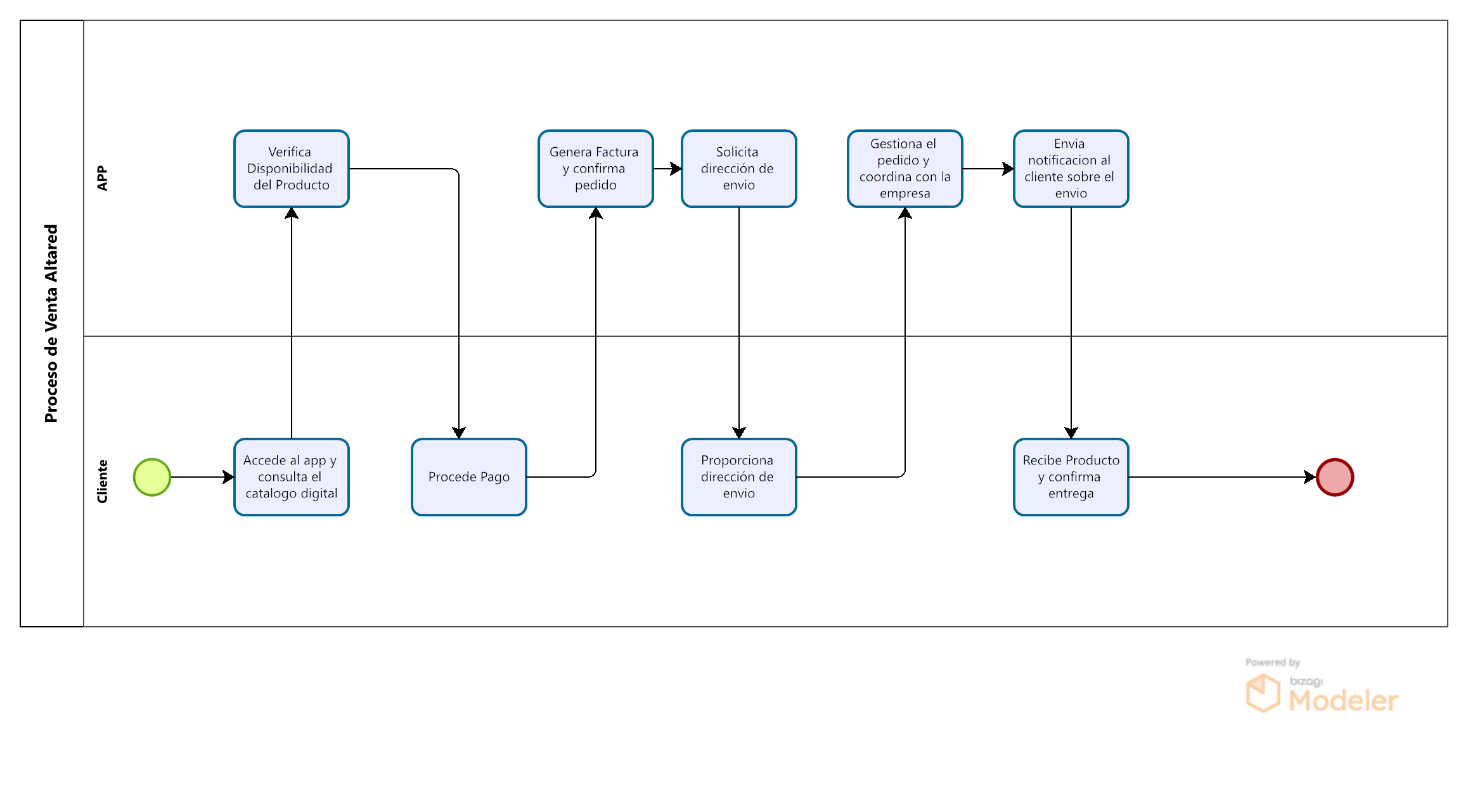 Proceso de Venta Altared
APP
Verifica
Disponibilidad
del Producto
Genera Factura
y confirma
pedido
Solicita
dirección de
envio
Gestiona el
pedido y
coordina con la
empresa
Envia
notificacion al
cliente sobre el
envio
Cliente
Accede al app y
consulta el
catalogo digital
Procede Pago
Proporciona
dirección de
envio
Recibe Producto
y confirma
entrega
Powered by
bizagi
Modeler